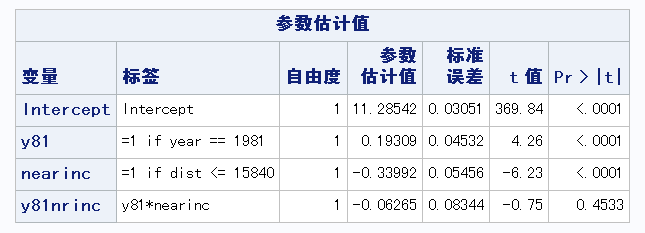 参数估计值
变量 标签 自由度 参数估计值 标准误差 t 值 Pr > |t|
Intercept Intercept 1 11.28542 0.03051 369.84 <.0001
y81 =1 if year == 1981 1 0.19309 0.04532 4.26 <.0001
nearinc =1 if dist <= 15840 1 -0.33992 0.05456 -6.23 <.0001
y81nrinc y81*nearinc 1 -0.06265 0.08344 -0.75 0.4533